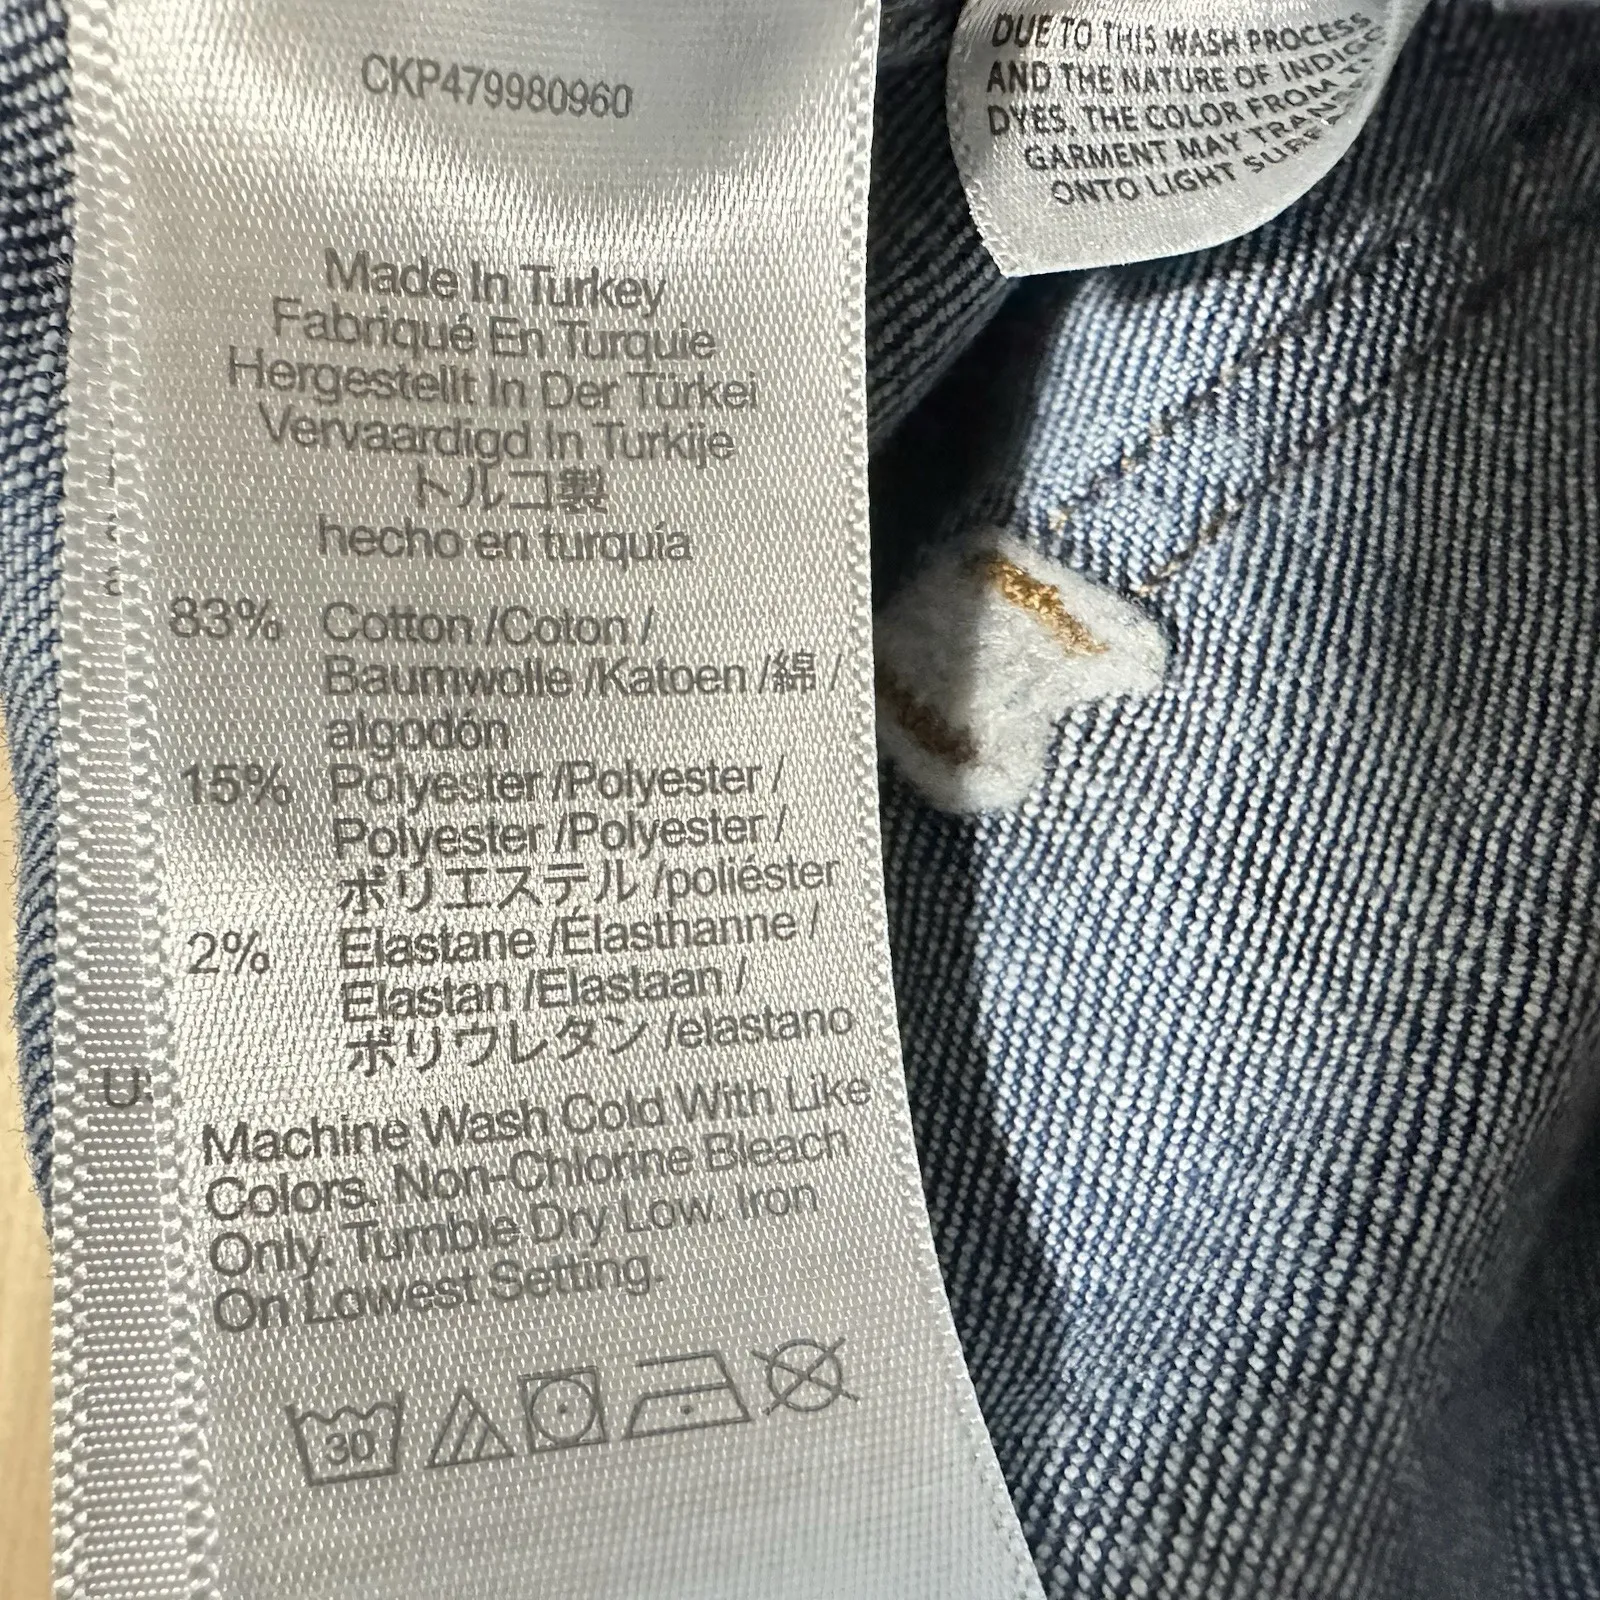 CKP479980960
Made In Turkey
Fabriqué En Turquie
Hergestellt In Der Türkei
Vervaardigd In Turkije
トルコ製
hecho en turquía
83% Cotton /Coton /
Baumwolle /Katoen /綿 /
algodón
15% Polyester /Polyester /
Polyester /Polyester /
ポリエステル /poliéster
2% Elastane /Élasthanne /
Elastan /Elastaan /
ポリウレタン /elastano
Machine Wash Cold With Like
Colors. Non-Chlorine Bleach
Only. Tumble Dry Low. Iron
On Lowest Setting.
30
DUE TO THIS WASH PROCESS
AND THE NATURE OF INDIGO
DYES, THE COLOR FROM
GARMENT MAY
ONTO LIGHT